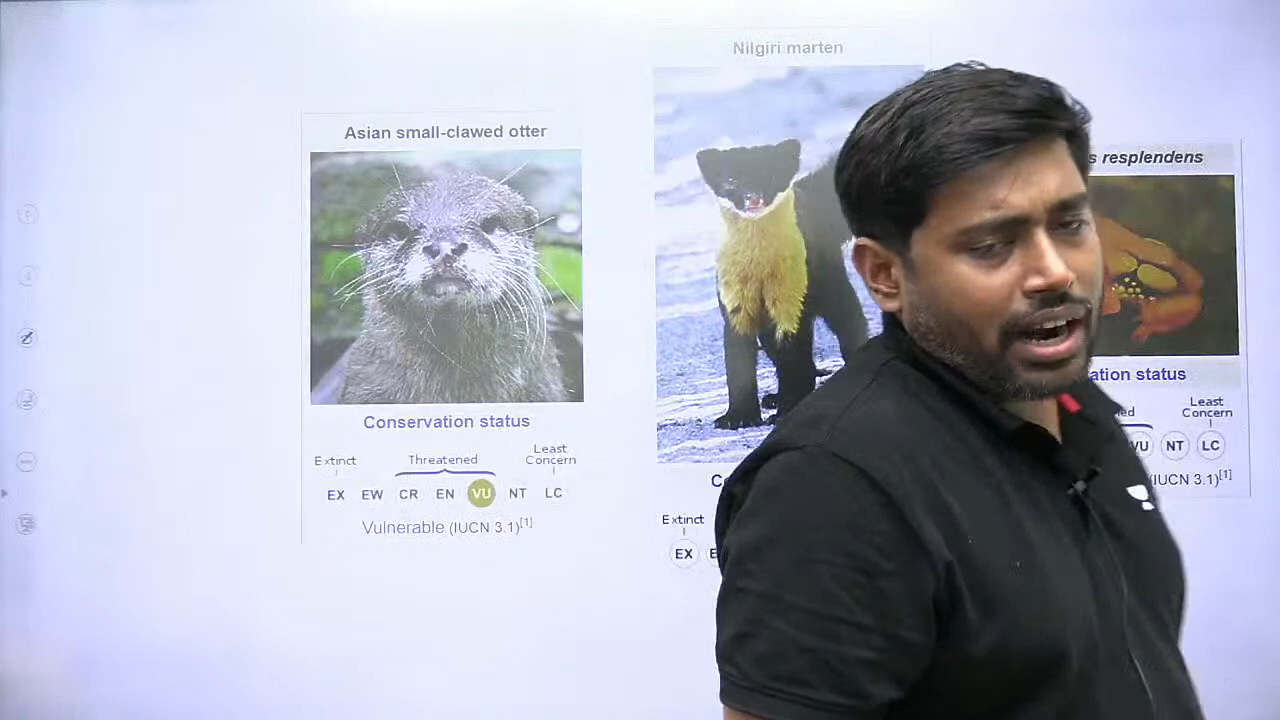 Nilgiri marten
Asian small-clawed otter
resplendens
Conservation status
Extinct
Threatened
Least
Concern
EX EW CR EN VU NT LC
Vulnerable (IUCN 3.1)[1]
Extinct
EX
status
Least
Concern
VU NT LC
(IUCN 3.1)[1]